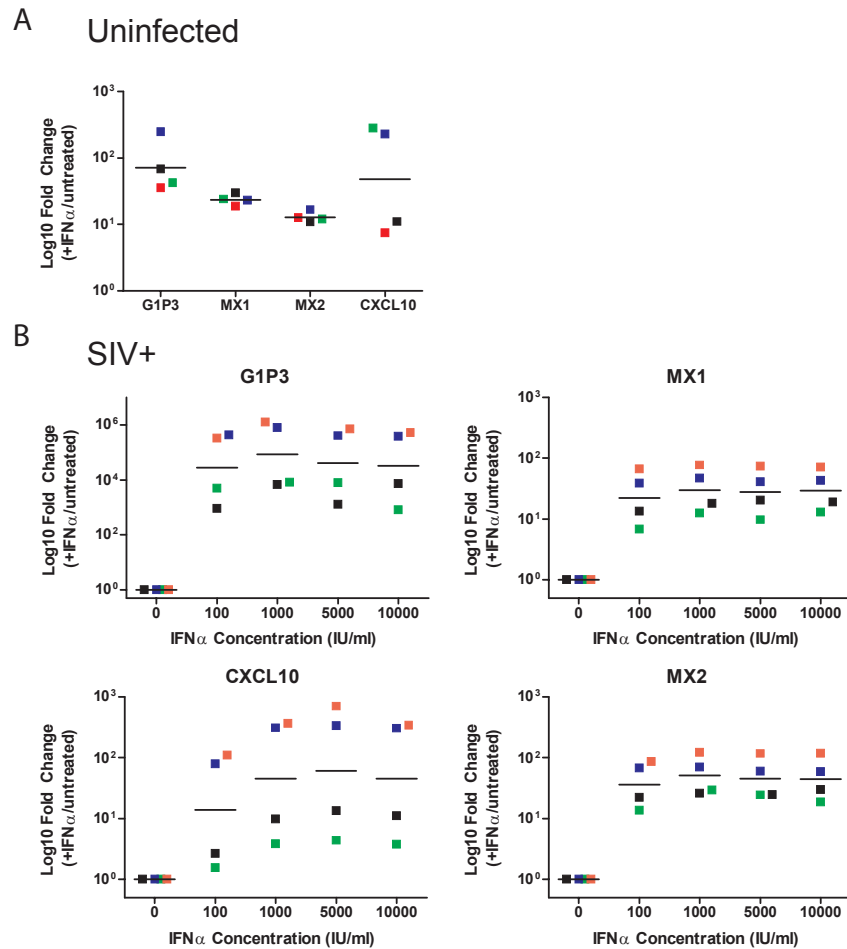 A
Uninfected
Log10 Fold Change
(+IFNα/untreated)
10³
10²
10¹
10⁰
G1P3 MX1 MX2 CXCL10
B
SIV+
G1P3
Log10 Fold Change
(+IFNα/untreated)
10⁶
10⁴
10²
10⁰
0 100 1000 5000 10000
IFNα Concentration (IU/ml)
MX1
Log10 Fold Change
(+IFNα/untreated)
10³
10²
10¹
10⁰
0 100 1000 5000 10000
IFNα Concentration (IU/ml)
CXCL10
Log10 Fold Change
(+IFNα/untreated)
10³
10²
10¹
10⁰
0 100 1000 5000 10000
IFNα Concentration (IU/ml)
MX2
Log10 Fold Change
(+IFNα/untreated)
10³
10²
10¹
10⁰
0 100 1000 5000 10000
IFNα Concentration (IU/ml)